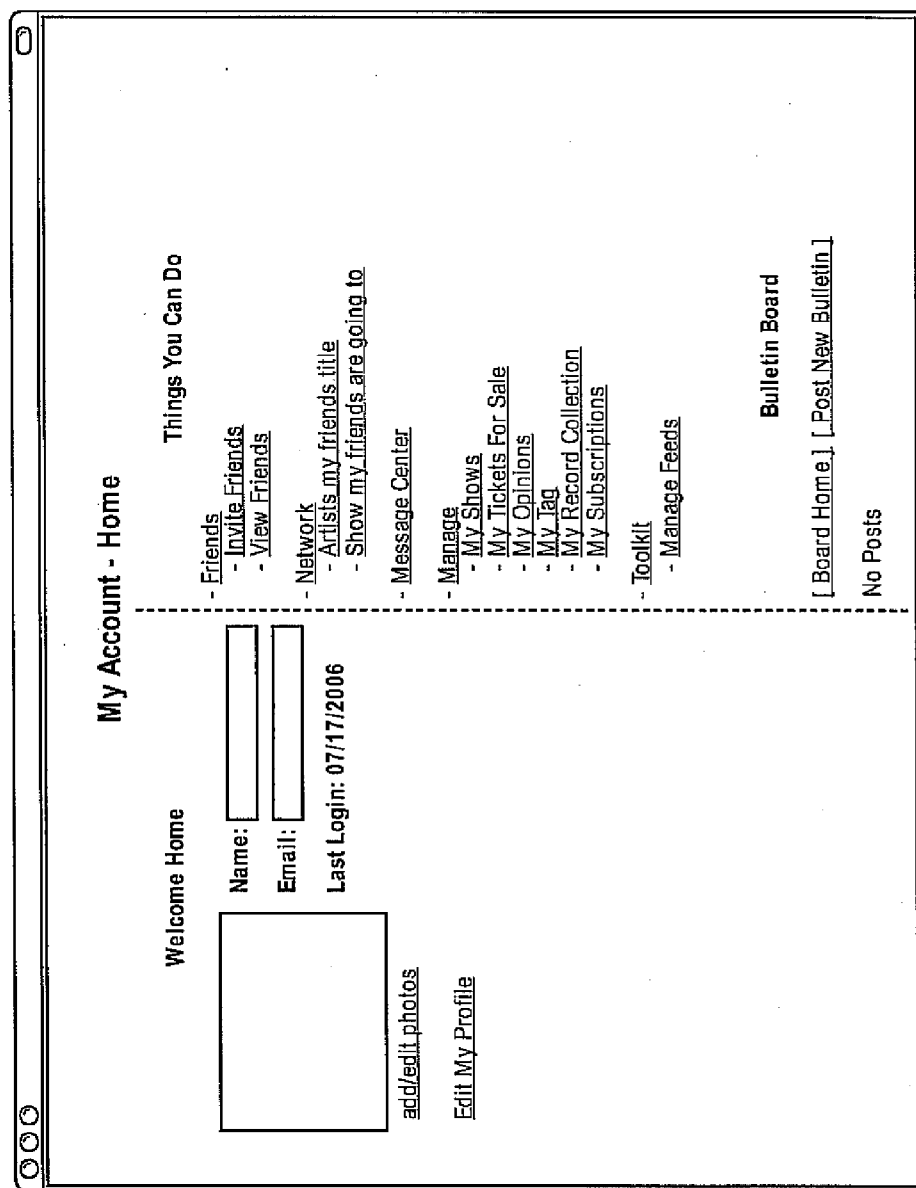 My Account - Home
Welcome Home
Name:
Email:
Last Login: 07/17/2006
add/edit photos
Edit My Profile
Things You Can Do
- Friends
- Invite Friends
- View Friends
- Network
- Artists my friends title
- Show my friends are going to
- Message Center
- Manage
- My Shows
- My Tickets For Sale
- My Opinions
- My Tag
- My Record Collection
- My Subscriptions
- Toolkit
- Manage Feeds
Bulletin Board
[ Board Home ] [ Post New Bulletin ]
No Posts